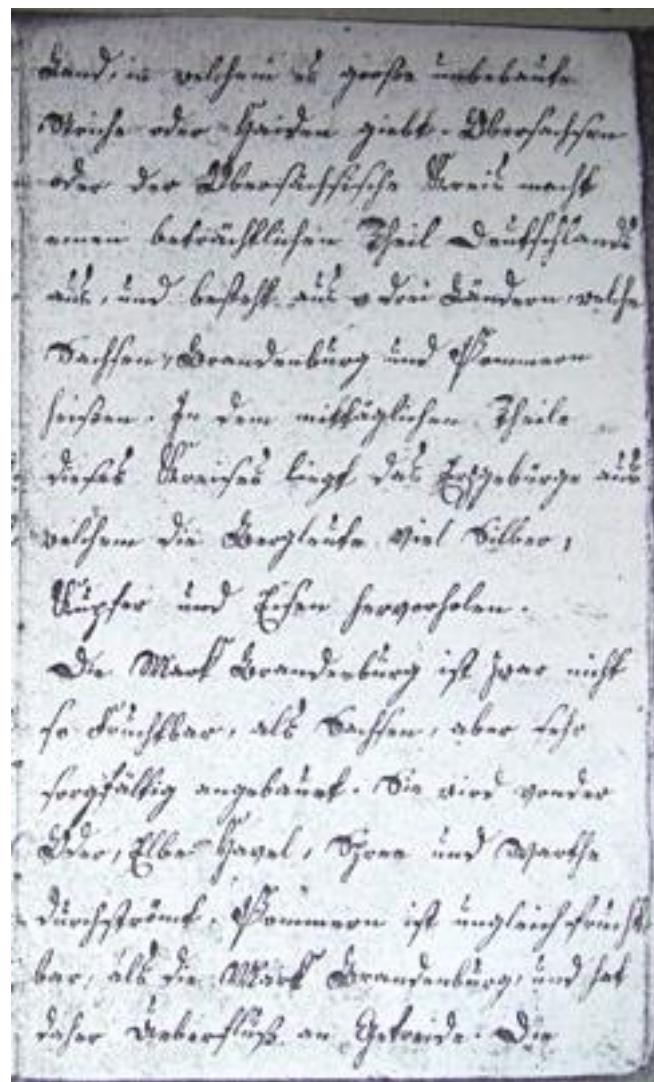 Land, in welchem es große unbebaute
Striche oder Haiden giebt. Obersachsen
oder der Obersächsische Kreis macht
einen beträchtlichen Theil Deutschlands
aus, und besteht aus drei Ländern, welche
Sachsen, Brandenburg und Pommern
heißen. In dem mittäglichen Theile
dieses Kreises liegt das Erzgebürge aus
welchem die Bergleute viel Silber,
Kupfer und Eisen hervorholen.
Die Mark Brandenburg ist zwar nicht
so fruchtbar, als Sachsen, aber sehr
sorgfältig angebauet. Sie wird von der
Oder, Elbe Havel, Spree und Warthe
durchströmt. Pommern ist ungleich frucht
bar, als die Mark Brandenburg, und hat
daher Ueberfluß an Getreide. Die